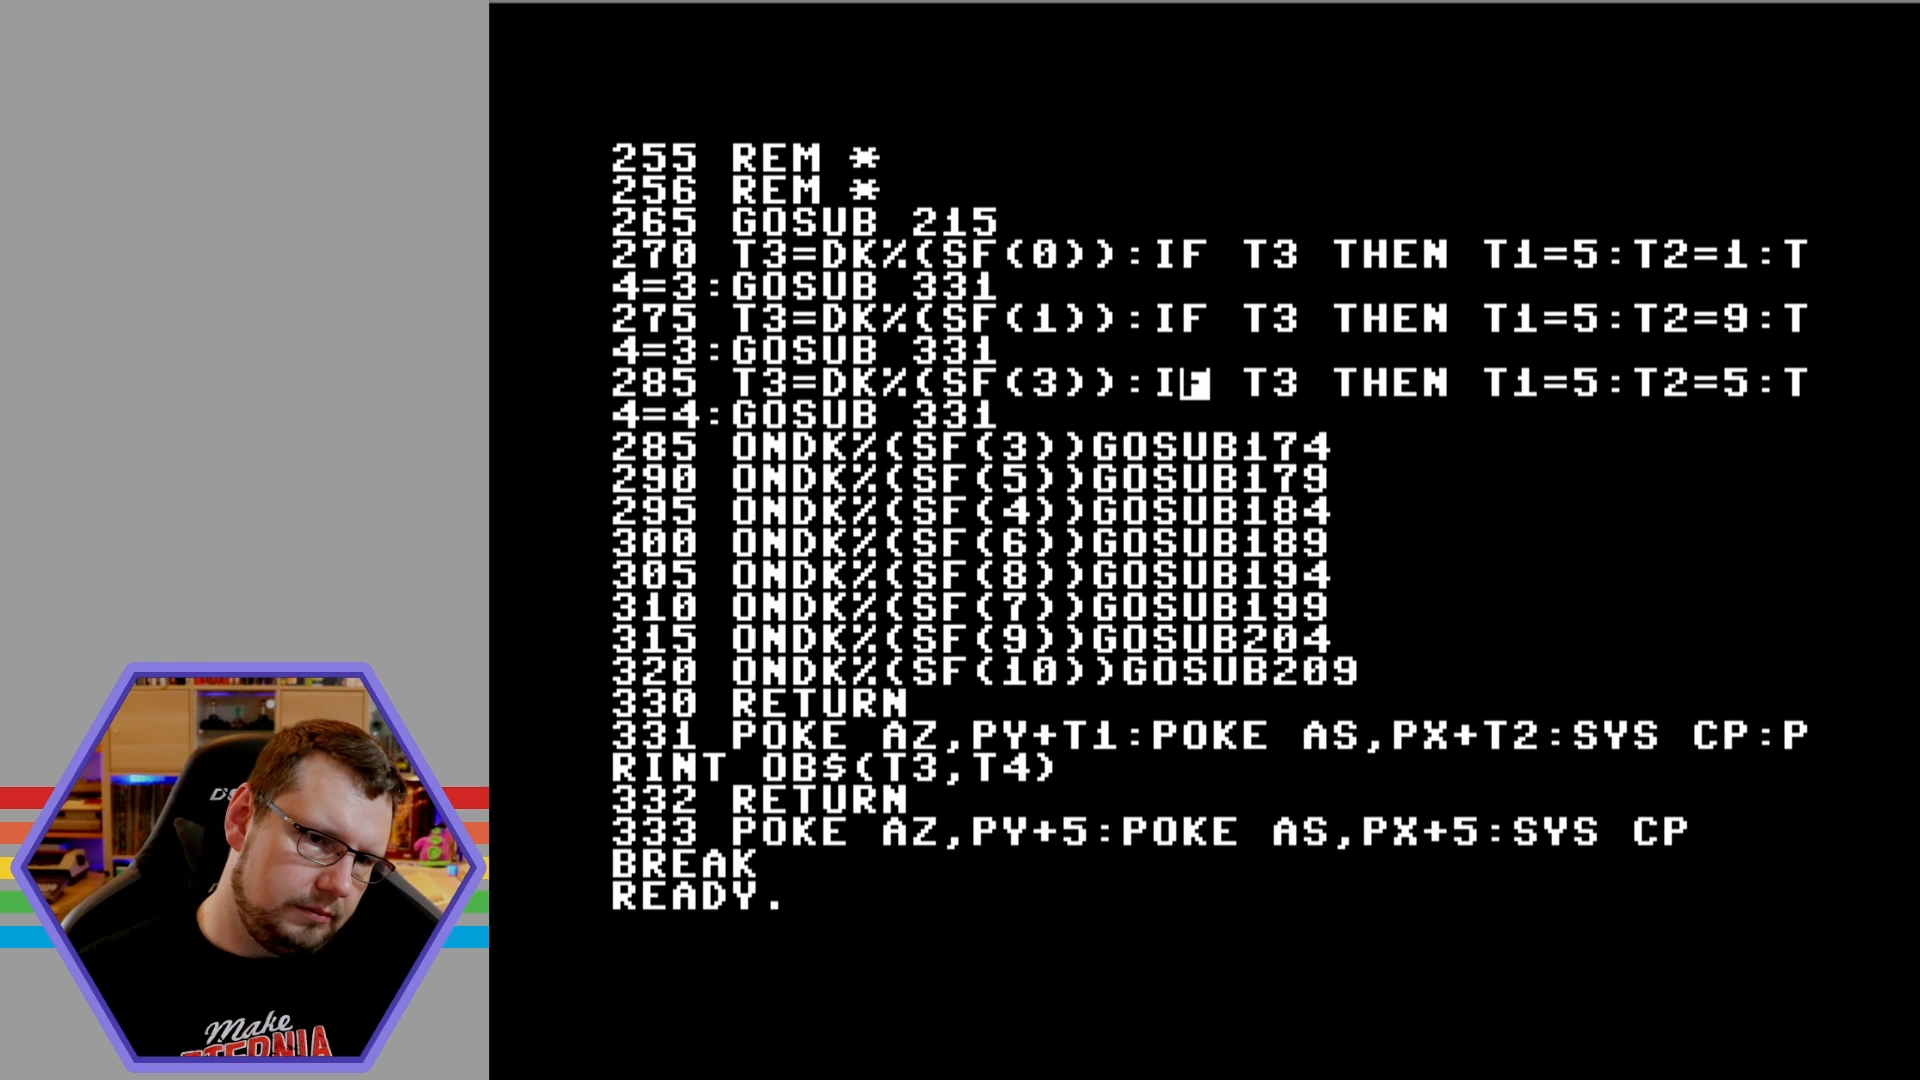 255 REM *
256 REM *
265 GOSUB 215
270 T3=DK%(SF(0)):IF T3 THEN T1=5:T2=1:T
4=3:GOSUB 331
275 T3=DK%(SF(1)):IF T3 THEN T1=5:T2=9:T
4=3:GOSUB 331
285 T3=DK%(SF(3)):IF T3 THEN T1=5:T2=5:T
4=4:GOSUB 331
285 ONDK%(SF(3))GOSUB174
290 ONDK%(SF(5))GOSUB179
295 ONDK%(SF(4))GOSUB184
300 ONDK%(SF(6))GOSUB189
305 ONDK%(SF(8))GOSUB194
310 ONDK%(SF(7))GOSUB199
315 ONDK%(SF(9))GOSUB204
320 ONDK%(SF(10))GOSUB209
330 RETURN
331 POKE AZ,PY+T1:POKE AS,PX+T2:SYS CP:P
RINT OB$(T3,T4)
332 RETURN
333 POKE AZ,PY+5:POKE AS,PX+5:SYS CP
BREAK
READY.
Make